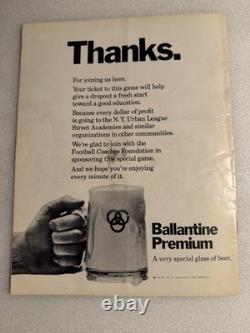 Thanks.
For joining us here.
Your ticket to this game will help
give a dropout a fresh start
toward a good education.
Because every dollar of profit
is going to the N.Y. Urban League
Street Academies and similar
organizations in other communities.
We're glad to join with the
Football Coaches Foundation in
sponsoring this special game.
And we hope you're enjoying
every minute of it.
Ballantine
Premium
A very special glass of beer.